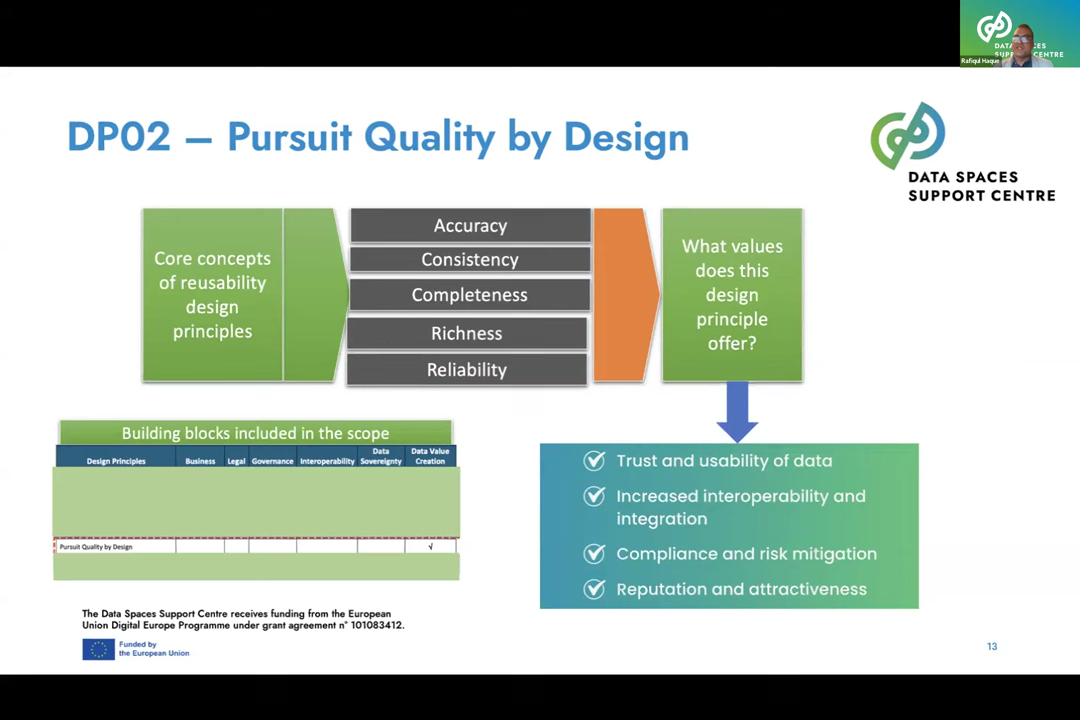 DATA SPACES
SUPPORT CENTRE
Rafiqul Haque
DP02 – Pursuit Quality by Design
DATA SPACES
SUPPORT CENTRE
Core concepts
of reusability
design
principles
Accuracy
Consistency
Completeness
Richness
Reliability
What values
does this
design
principle
offer?
Building blocks included in the scope
Design Principles Business Legal Governance Interoperability Data Sovereignty Data Value Creation
Pursuit Quality by Design √
Trust and usability of data
Increased interoperability and
integration
Compliance and risk mitigation
Reputation and attractiveness
The Data Spaces Support Centre receives funding from the European
Union Digital Europe Programme under grant agreement n° 101083412.
Funded by
the European Union
13